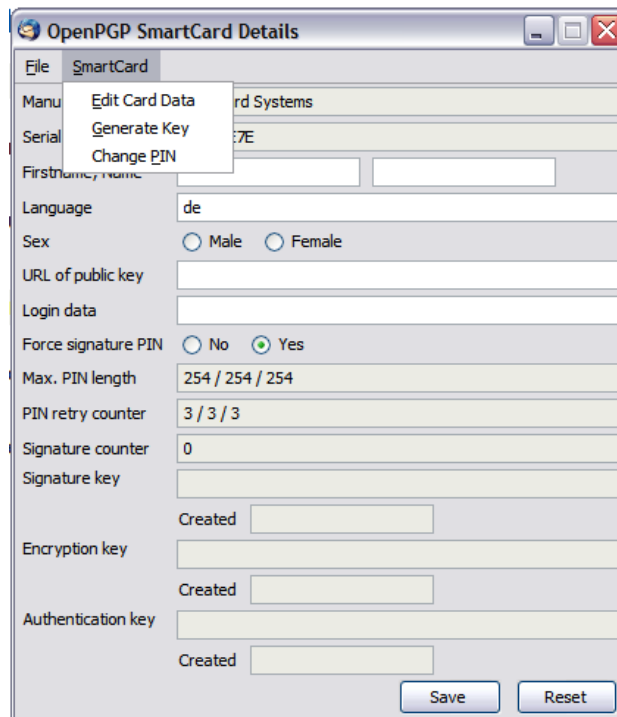 OpenPGP SmartCard Details
File SmartCard
Edit Card Data
Generate Key
Change PIN
Manu rd Systems
Serial 7E
Firstname, Name
Language de
Sex Male Female
URL of public key
Login data
Force signature PIN No Yes
Max. PIN length 254 / 254 / 254
PIN retry counter 3 / 3 / 3
Signature counter 0
Signature key
Created
Encryption key
Created
Authentication key
Created
Save Reset